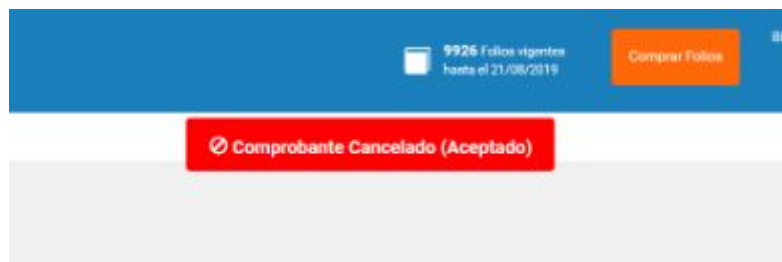 9926 Folios vigentes
hasta el 21/08/2019
Comprar Folios
Comprobante Cancelado (Aceptado)